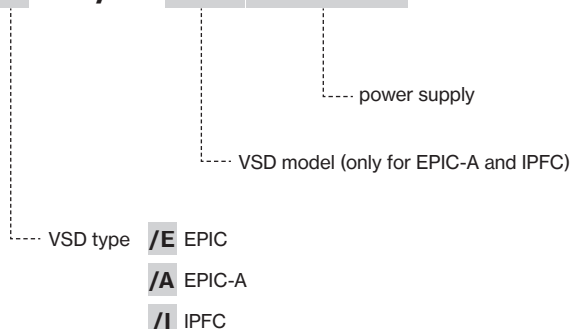 power supply
VSD model (only for EPIC-A and IPFC)
VSD type /E EPIC
/A EPIC-A
/I IPFC